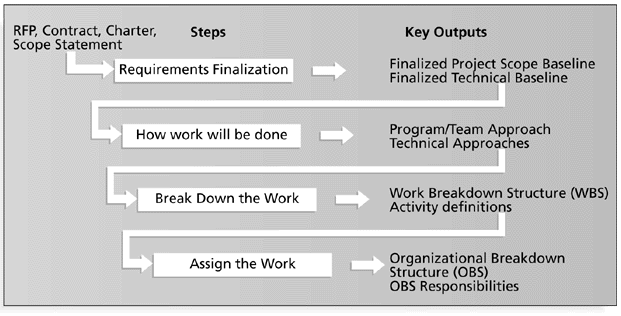 RFP, Contract, Charter,
Scope Statement
Steps
Key Outputs
Requirements Finalization
Finalized Project Scope Baseline
Finalized Technical Baseline
How work will be done
Program/Team Approach
Technical Approaches
Break Down the Work
Work Breakdown Structure (WBS)
Activity definitions
Assign the Work
Organizational Breakdown
Structure (OBS)
OBS Responsibilities